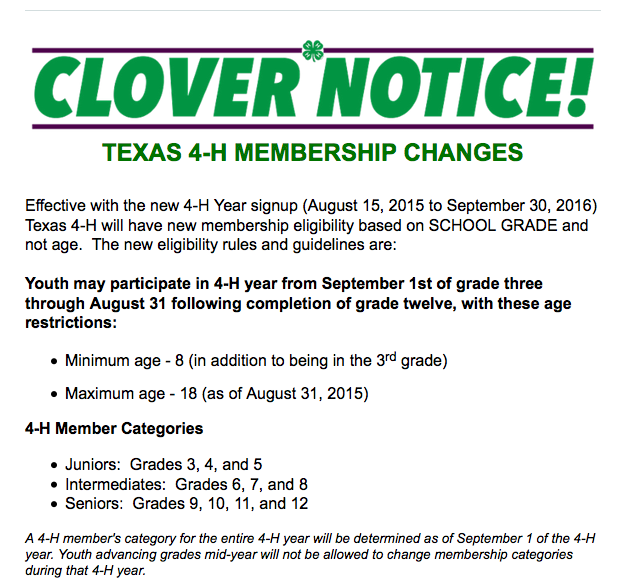 CLOVER NOTICE!
TEXAS 4-H MEMBERSHIP CHANGES
Effective with the new 4-H Year signup (August 15, 2015 to September 30, 2016)
Texas 4-H will have new membership eligibility based on SCHOOL GRADE and
not age.  The new eligibility rules and guidelines are:
Youth may participate in 4-H year from September 1st of grade three
through August 31 following completion of grade twelve, with these age
restrictions:
• Minimum age - 8 (in addition to being in the 3rd grade)
• Maximum age - 18 (as of August 31, 2015)
4-H Member Categories
• Juniors:  Grades 3, 4, and 5
• Intermediates:  Grades 6, 7, and 8
• Seniors:  Grades 9, 10, 11, and 12
A 4-H member's category for the entire 4-H year will be determined as of September 1 of the 4-H
year. Youth advancing grades mid-year will not be allowed to change membership categories
during that 4-H year.